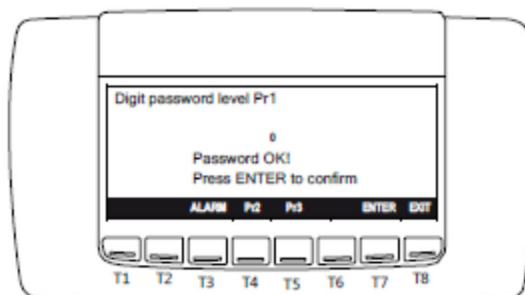 Digit password level Pr1
0
Password OK!
Press ENTER to confirm
ALARM Pr2 Pr3 ENTER EXIT
T1 T2 T3 T4 T5 T6 T7 T8